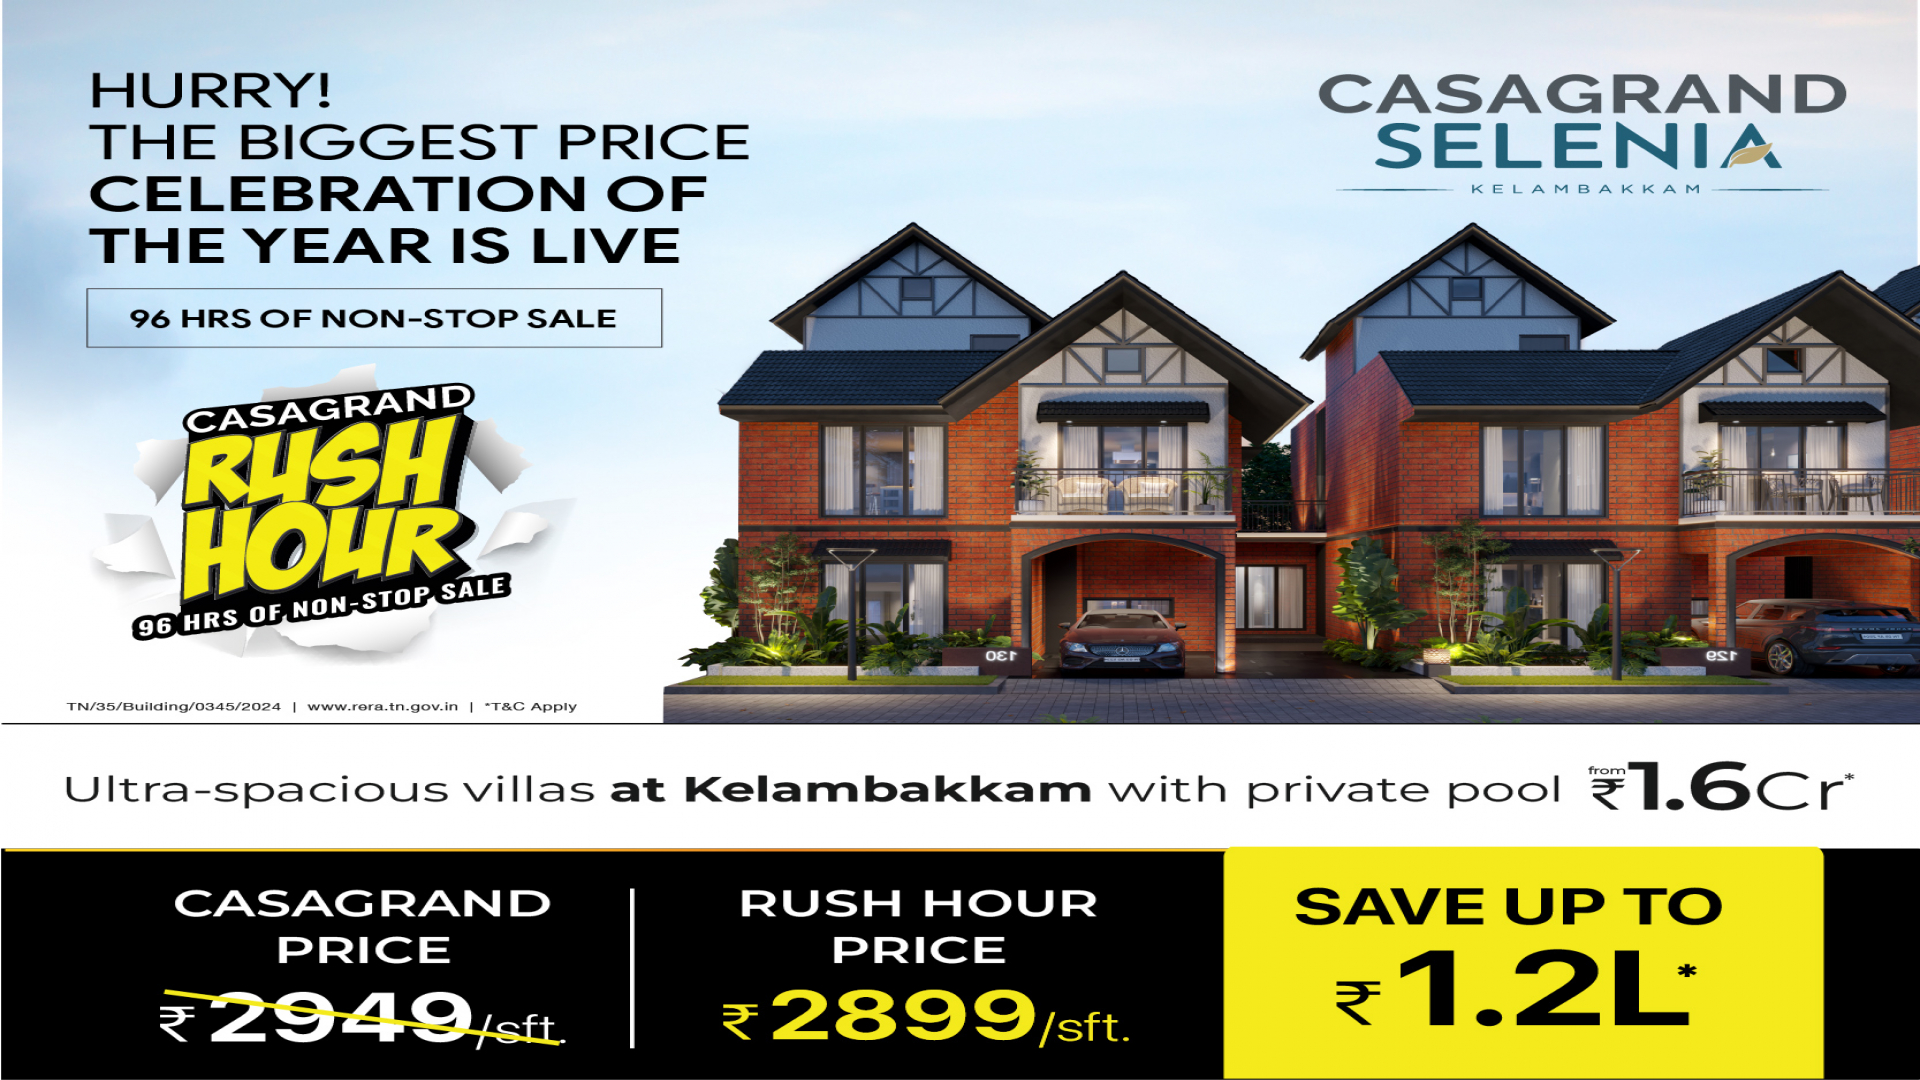 HURRY!
THE BIGGEST PRICE
CELEBRATION OF
THE YEAR IS LIVE
96 HRS OF NON-STOP SALE
CASAGRAND
RUSH
HOUR
96 HRS OF NON-STOP SALE
TN/35/Building/0345/2024 | www.rera.tn.gov.in | *T&C Apply
CASAGRAND
SELENIA
KELAMBAKKAM
130
129
Ultra-spacious villas at Kelambakkam with private pool from ₹1.6Cr*
CASAGRAND
PRICE
₹2949/sft.
RUSH HOUR
PRICE
₹2899/sft.
SAVE UP TO
₹1.2L*